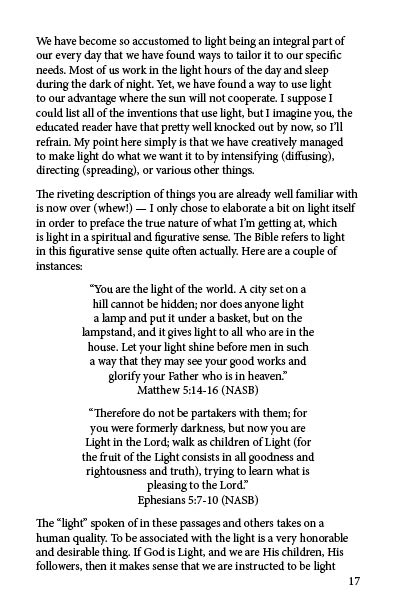 We have become so accustomed to light being an integral part of
our every day that we have found ways to tailor it to our specific
needs. Most of us work in the light hours of the day and sleep
during the dark of night. Yet, we have found a way to use light
to our advantage where the sun will not cooperate. I suppose I
could list all of the inventions that use light, but I imagine you, the
educated reader have that pretty well knocked out by now, so I’ll
refrain. My point here simply is that we have creatively managed
to make light do what we want it to by intensifying (diffusing),
directing (spreading), or various other things.
The riveting description of things you are already well familiar with
is now over (whew!) — I only chose to elaborate a bit on light itself
in order to preface the true nature of what I’m getting at, which
is light in a spiritual and figurative sense. The Bible refers to light
in this figurative sense quite often actually. Here are a couple of
instances:
“You are the light of the world. A city set on a
hill cannot be hidden; nor does anyone light
a lamp and put it under a basket, but on the
lampstand, and it gives light to all who are in the
house. Let your light shine before men in such
a way that they may see your good works and
glorify your Father who is in heaven.”
Matthew 5:14-16 (NASB)
“Therefore do not be partakers with them; for
you were formerly darkness, but now you are
Light in the Lord; walk as children of Light (for
the fruit of the Light consists in all goodness and
rightousness and truth), trying to learn what is
pleasing to the Lord.”
Ephesians 5:7-10 (NASB)
The “light” spoken of in these passages and others takes on a
human quality. To be associated with the light is a very honorable
and desirable thing. If God is Light, and we are His children, His
followers, then it makes sense that we are instructed to be light
17